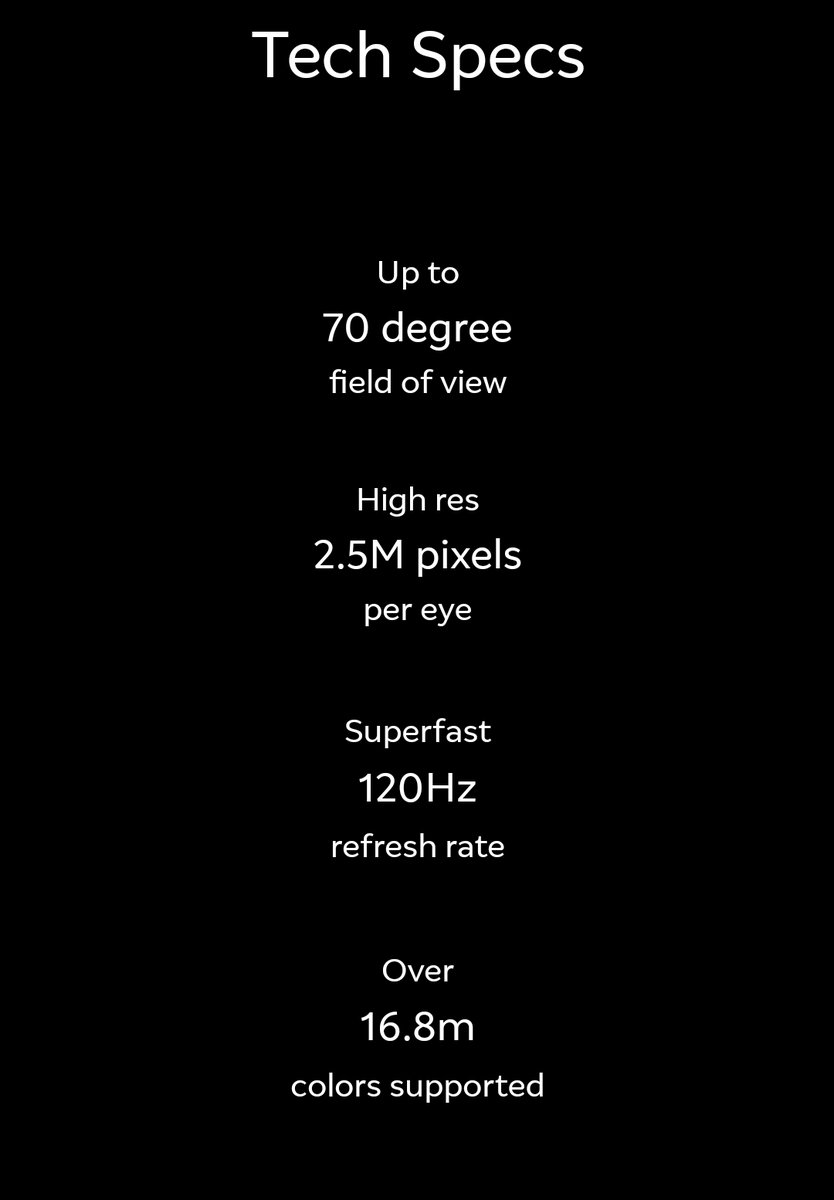 Tech Specs
Up to
70 degree
field of view
High res
2.5M pixels
per eye
Superfast
120Hz
refresh rate
Over
16.8m
colors supported